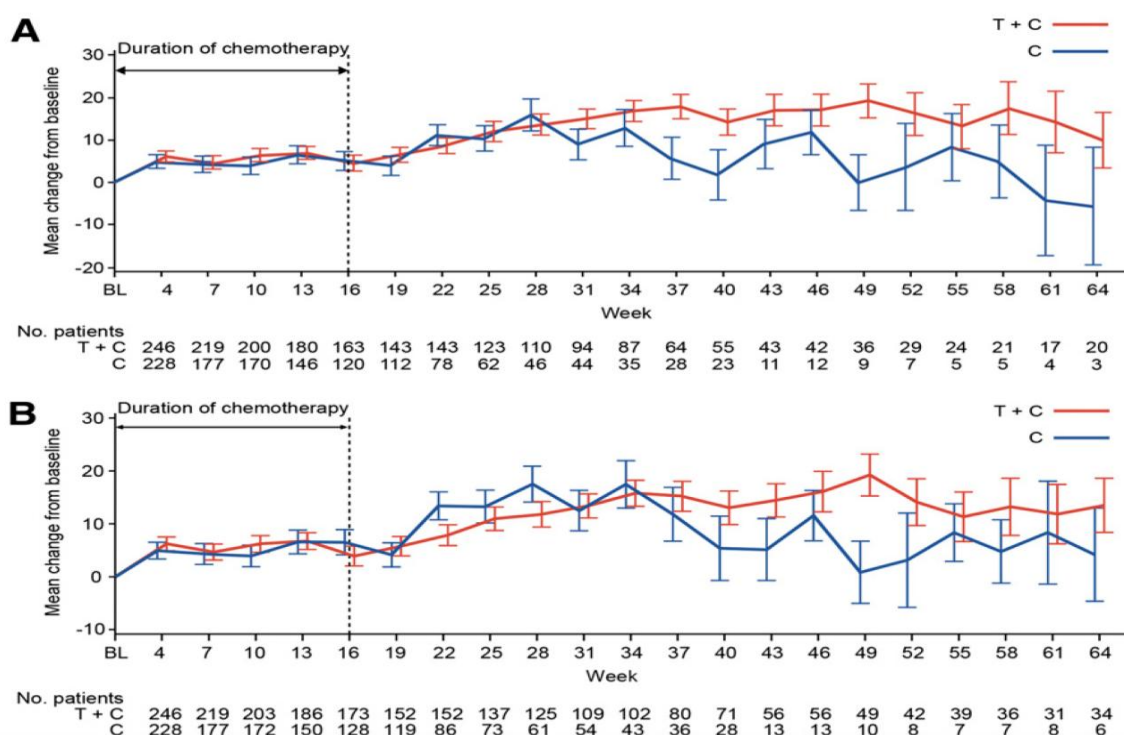 A
T + C
C
Duration of chemotherapy
Mean change from baseline
30
20
10
0
-10
-20
BL 4 7 10 13 16 19 22 25 28 31 34 37 40 43 46 49 52 55 58 61 64
Week
No. patients
T + C 246 219 200 180 163 143 143 123 110 94 87 64 55 43 42 36 29 24 21 17 20
C 228 177 170 146 120 112 78 62 46 44 35 28 23 11 12 9 7 5 5 4 3
B
T + C
C
Duration of chemotherapy
Mean change from baseline
30
20
10
0
-10
BL 4 7 10 13 16 19 22 25 28 31 34 37 40 43 46 49 52 55 58 61 64
Week
No. patients
T + C 246 219 203 186 173 152 152 137 125 109 102 80 71 56 56 49 42 39 36 31 34
C 228 177 172 150 128 119 86 73 61 54 43 36 28 13 13 10 8 7 7 8 6